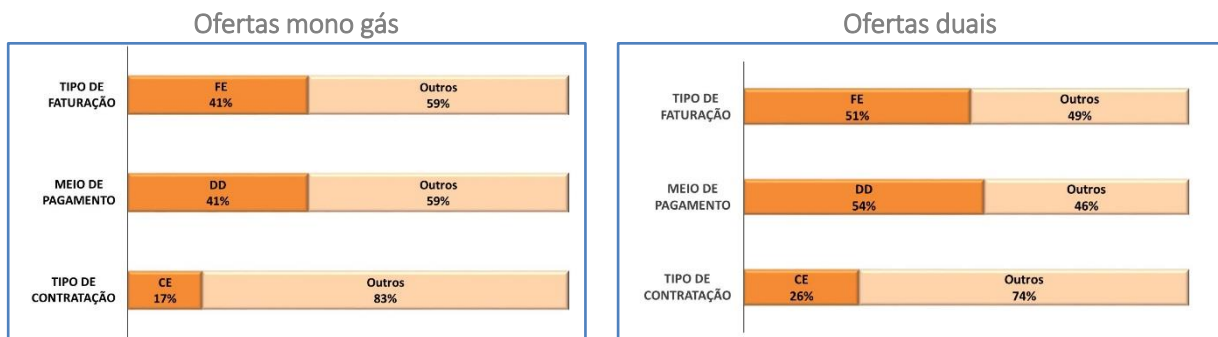 Ofertas mono gás
TIPO DE
FATURAÇÃO
FE
41%
Outros
59%
MEIO DE
PAGAMENTO
DD
41%
Outros
59%
TIPO DE
CONTRATAÇÃO
CE
17%
Outros
83%
Ofertas duais
TIPO DE
FATURAÇÃO
FE
51%
Outros
49%
MEIO DE
PAGAMENTO
DD
54%
Outros
46%
TIPO DE
CONTRATAÇÃO
CE
26%
Outros
74%